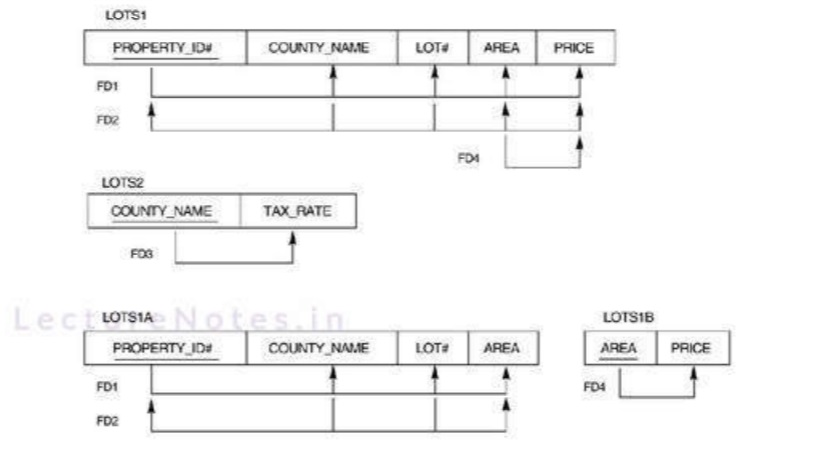 LOTS1
PROPERTY_ID# COUNTY_NAME LOT# AREA PRICE
FD1
FD2
FD4
LOTS2
COUNTY_NAME TAX_RATE
FD3
LectureNotes.in
LOTS1A LOTS1B
PROPERTY_ID# COUNTY_NAME LOT# AREA AREA PRICE
FD1 FD4
FD2